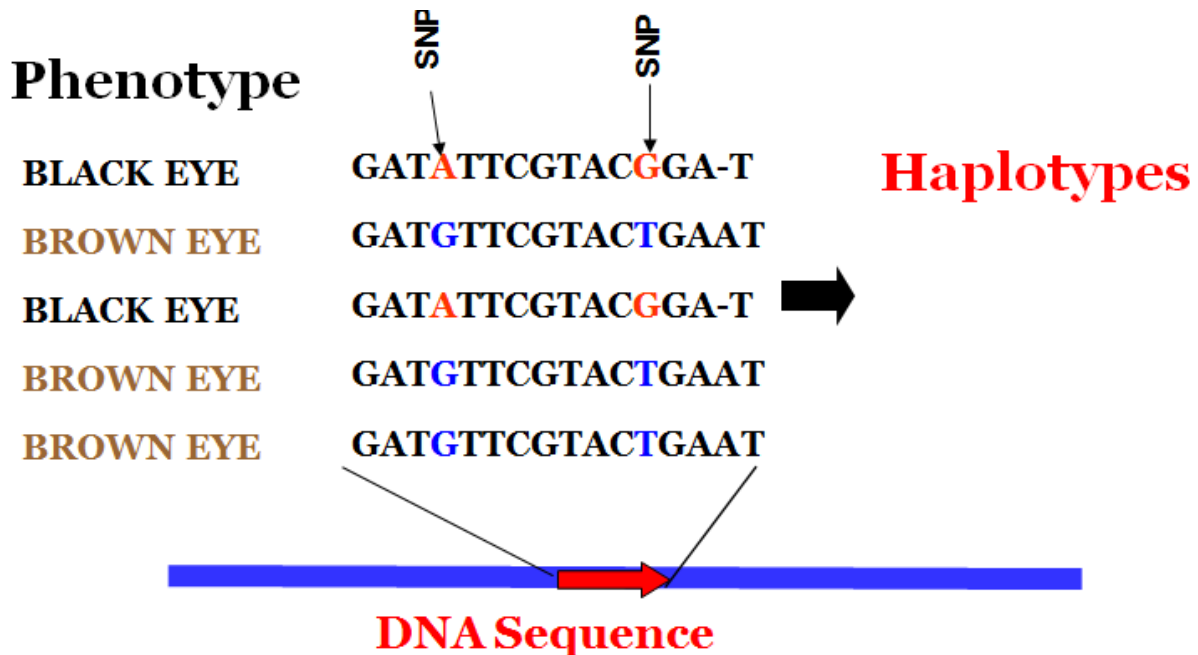 SNP
SNP
Phenotype
BLACK EYE GATATTCGTACGGA-T
Haplotypes
BROWN EYE GATGTTCGTACTGAAT
BLACK EYE GATATTCGTACGGA-T
BROWN EYE GATGTTCGTACTGAAT
BROWN EYE GATGTTCGTACTGAAT
DNA Sequence